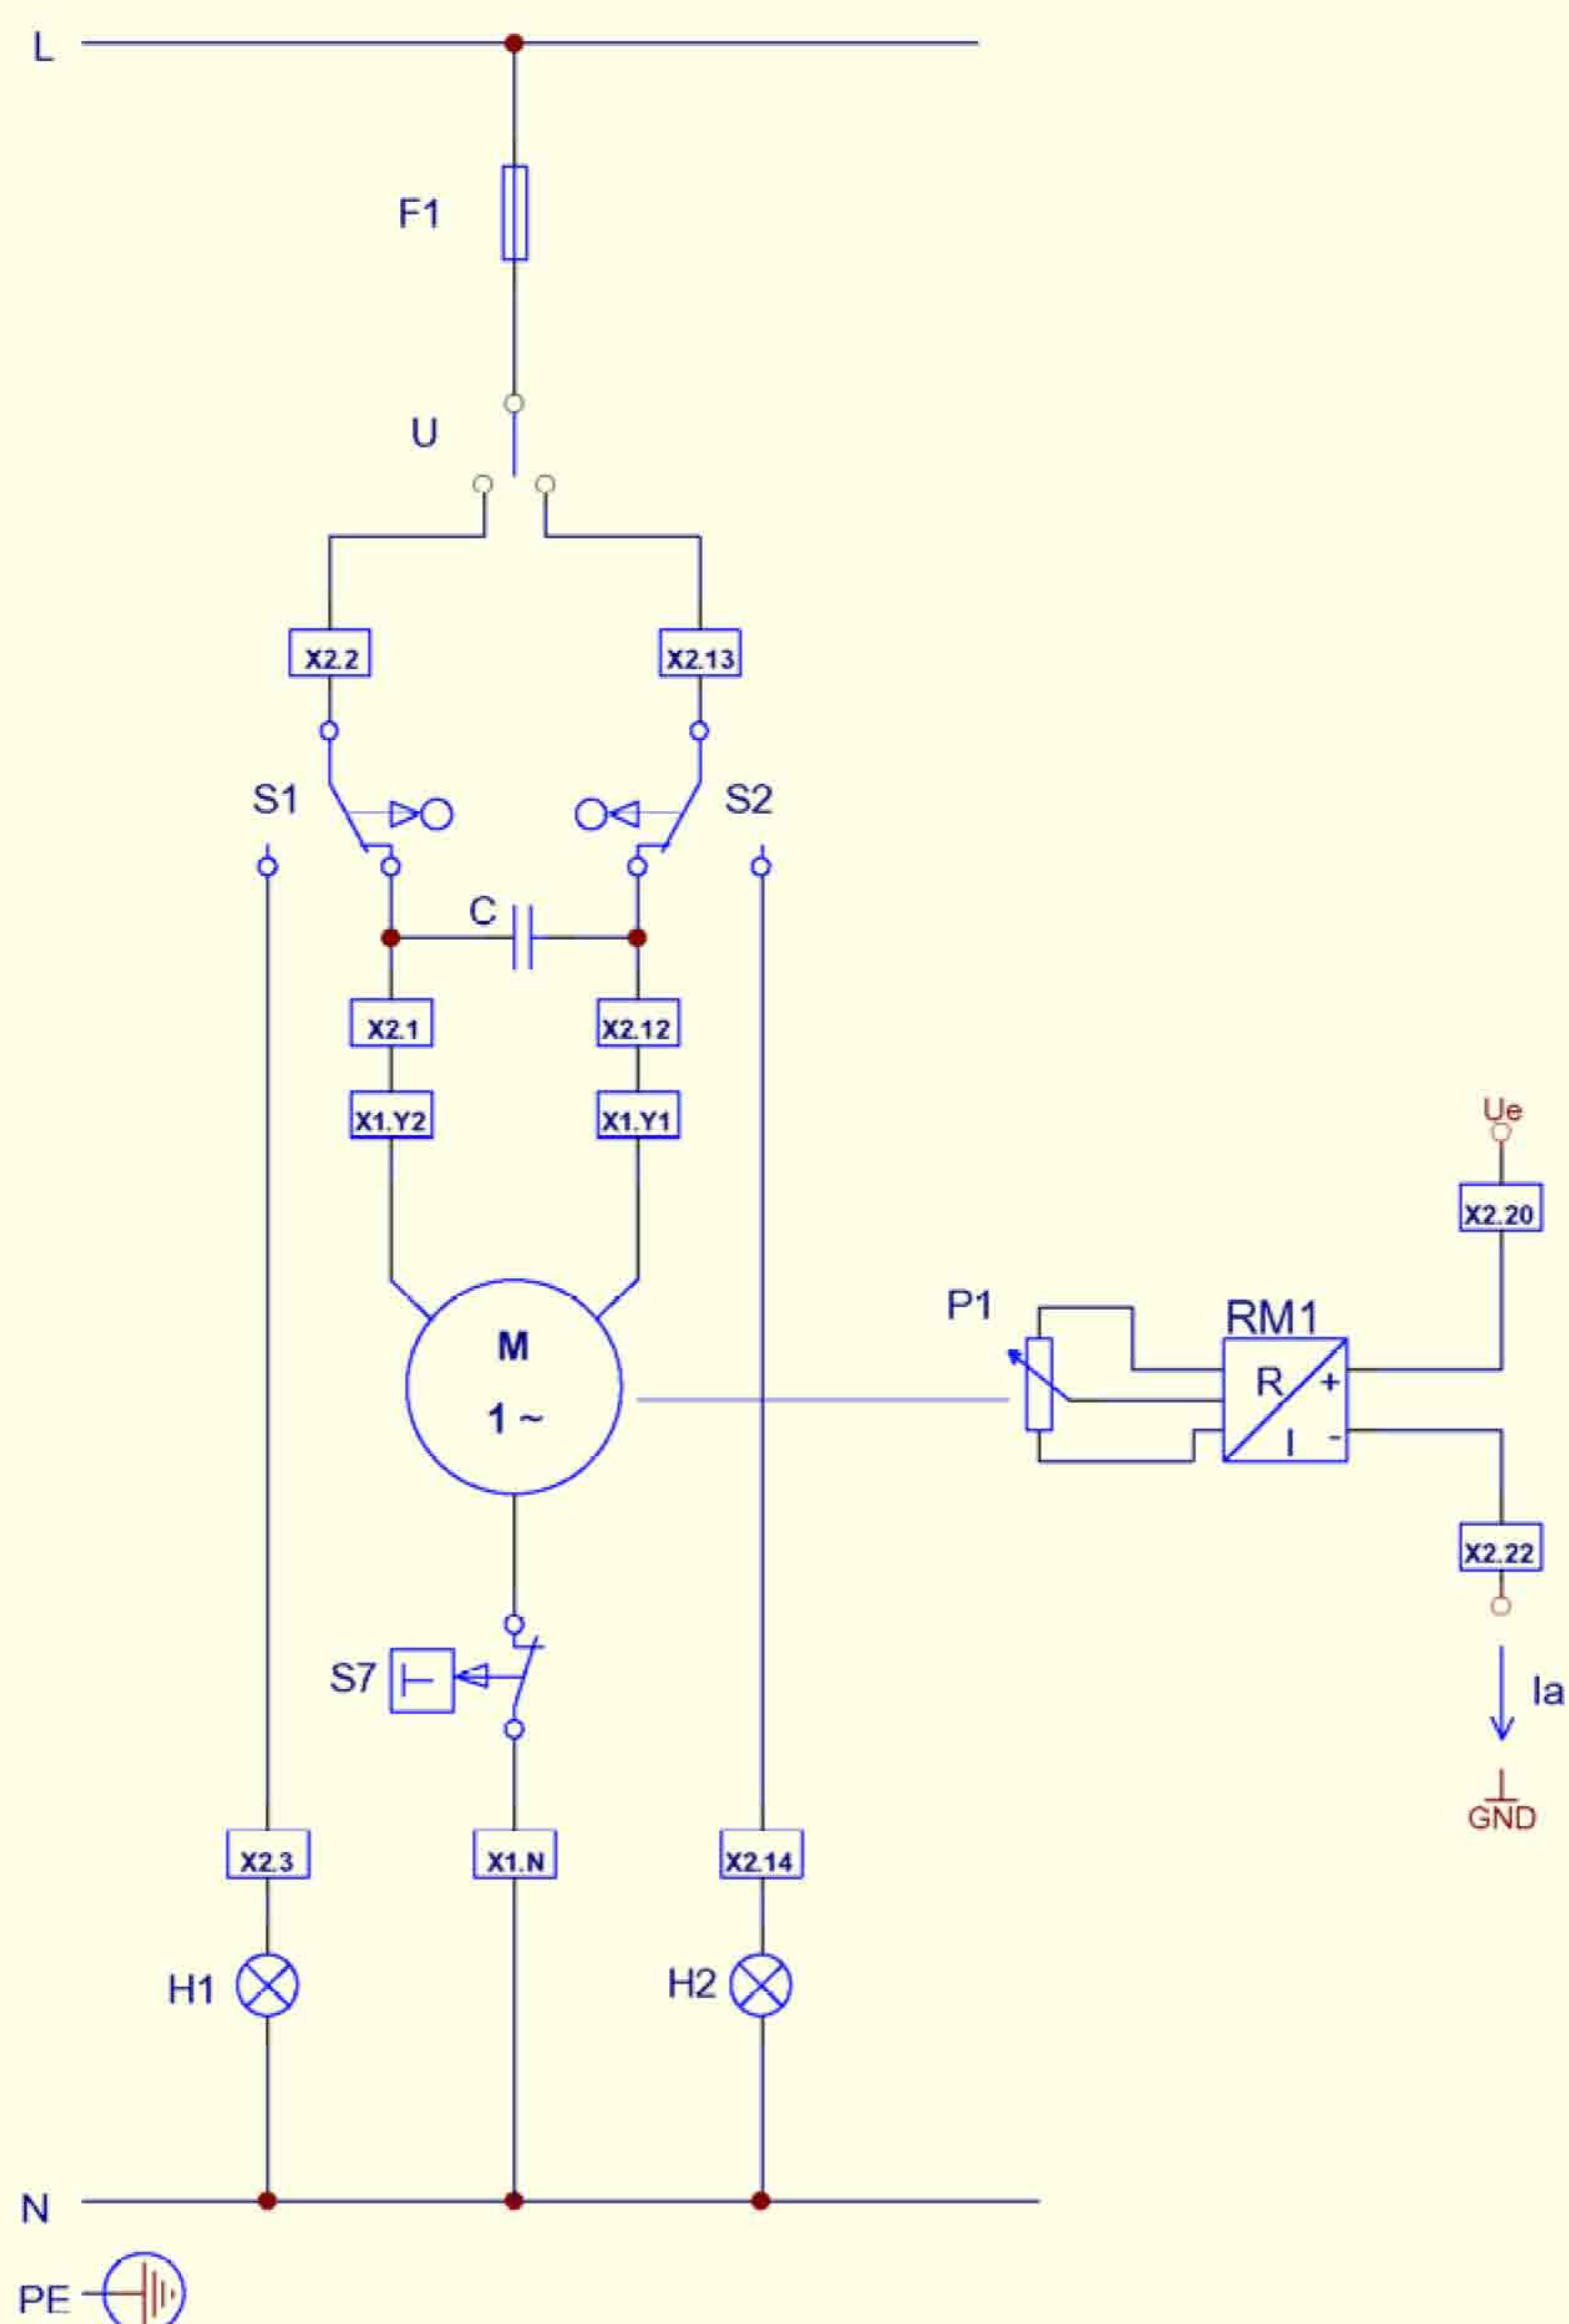 L
F1
U
X2.2
X2.13
S1
S2
C
X2.1
X2.12
X1.Y2
X1.Y1
Ue
X2.20
P1
RM1
M
1 ~
R
+
I
-
X2.22
S7
Ia
GND
X2.3
X1.N
X2.14
H1
H2
N
PE